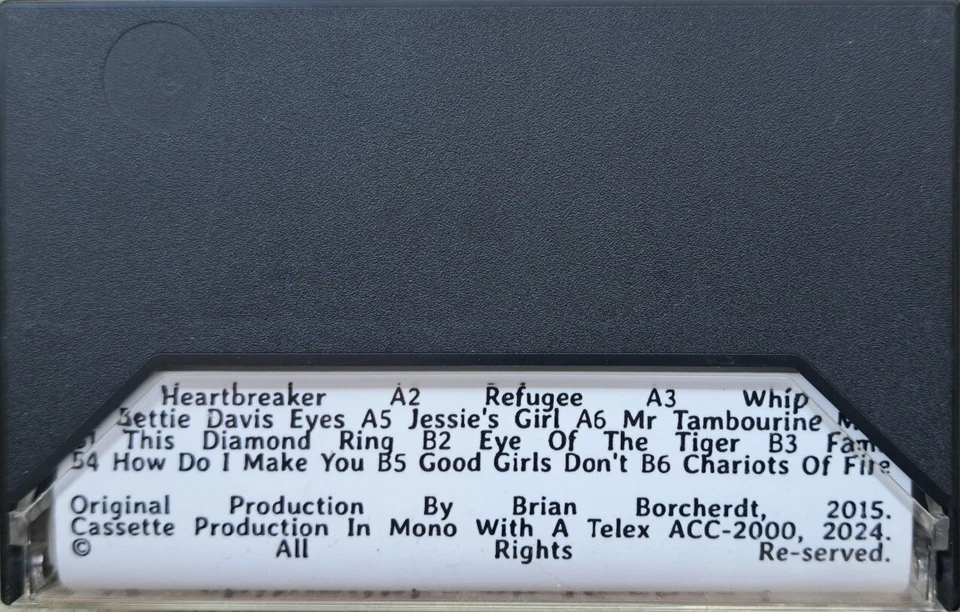 Heartbreaker A2 Refugee A3 Whip
Bettie Davis Eyes A5 Jessie's Girl A6 Mr Tambourine
This Diamond Ring B2 Eye Of The Tiger B3
How Do I Make You B5 Good Girls Don't B6 Chariots Of Fire
Original Production By Brian Borcherdt, 2015.
Cassette Production In Mono With A Telex ACC-2000, 2024.
© All Rights Re-served.